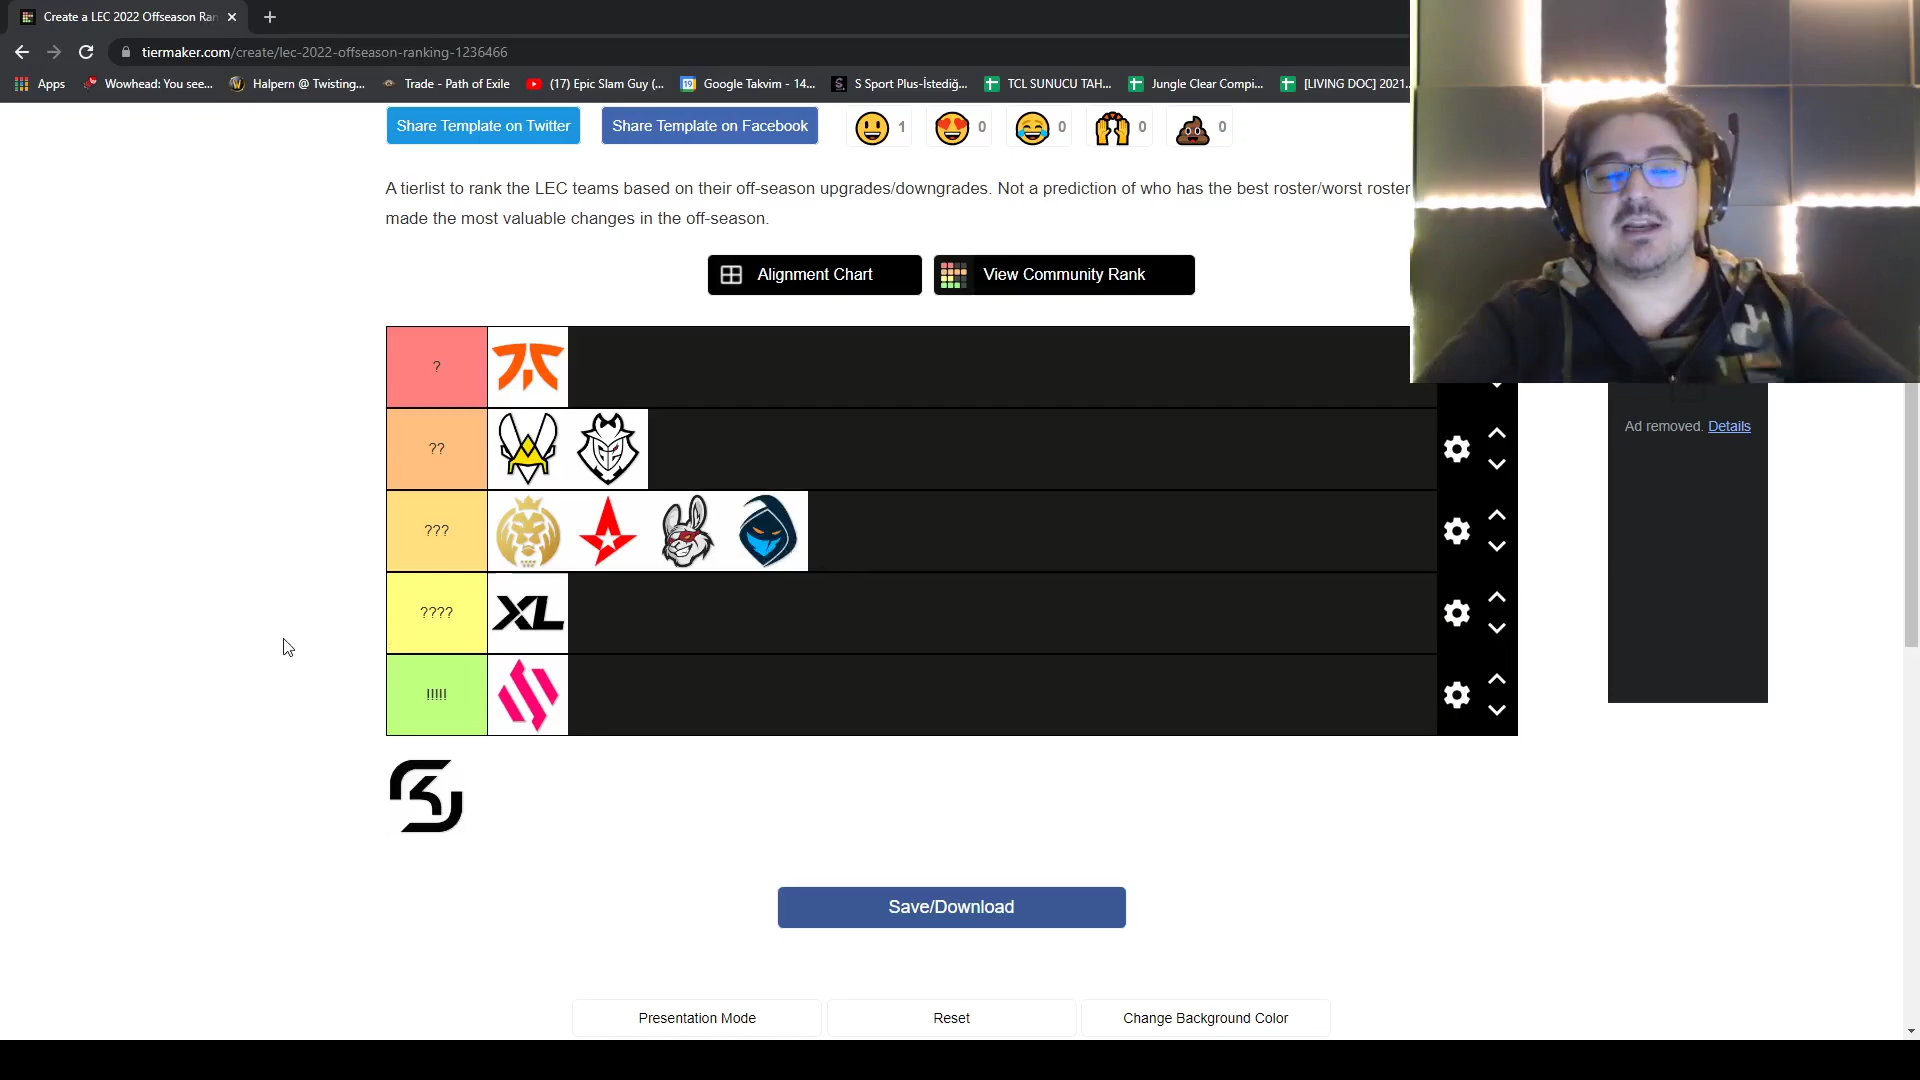 Create a LEC 2022 Offseason Ran
tiermaker.com/create/lec-2022-offseason-ranking-1236466
Apps
Wowhead: You see...
Halpern @ Twisting...
Trade - Path of Exile
(17) Epic Slam Guy (...
19
Google Takvim - 14...
S
S Sport Plus-İstediğ...
TCL SUNUCU TAH...
Jungle Clear Compi...
[LIVING DOC] 2021...
Share Template on Twitter
Share Template on Facebook
1
0
0
0
0
A tierlist to rank the LEC teams based on their off-season upgrades/downgrades. Not a prediction of who has the best roster/worst roster
made the most valuable changes in the off-season.
Alignment Chart
View Community Rank
?
??
???
????
XL
!!!!!
Ad removed. Details
Save/Download
Presentation Mode
Reset
Change Background Color